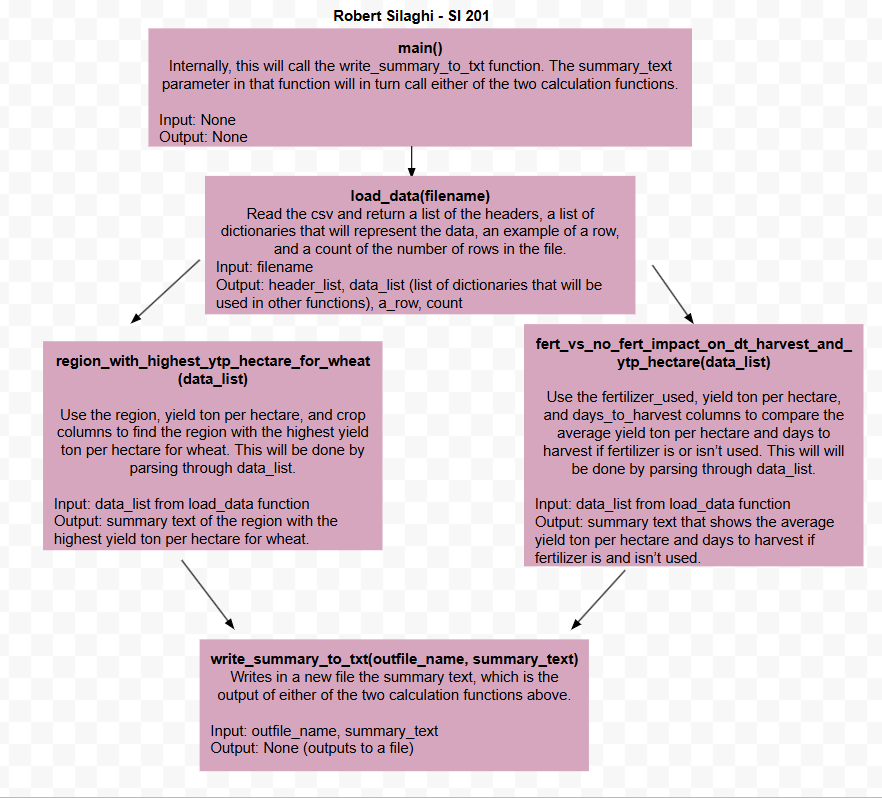 Robert Silaghi - SI 201
main()
Internally, this will call the write_summary_to_txt function. The summary_text
parameter in that function will in turn call either of the two calculation functions.
Input: None
Output: None
load_data(filename)
Read the csv and return a list of the headers, a list of
dictionaries that will represent the data, an example of a row,
and a count of the number of rows in the file.
Input: filename
Output: header_list, data_list (list of dictionaries that will be
used in other functions), a_row, count
region_with_highest_ytp_hectare_for_wheat
(data_list)
Use the region, yield ton per hectare, and crop
columns to find the region with the highest yield
ton per hectare for wheat. This will be done by
parsing through data_list.
Input: data_list from load_data function
Output: summary text of the region with the
highest yield ton per hectare for wheat.
fert_vs_no_fert_impact_on_dt_harvest_and_
ytp_hectare(data_list)
Use the fertilizer_used, yield ton per hectare,
and days_to_harvest columns to compare the
average yield ton per hectare and days to
harvest if fertilizer is or isn’t used. This will will
be done by parsing through data_list.
Input: data_list from load_data function
Output: summary text that shows the average
yield ton per hectare and days to harvest if
fertilizer is and isn’t used.
write_summary_to_txt(outfile_name, summary_text)
Writes in a new file the summary text, which is the
output of either of the two calculation functions above.
Input: outfile_name, summary_text
Output: None (outputs to a file)